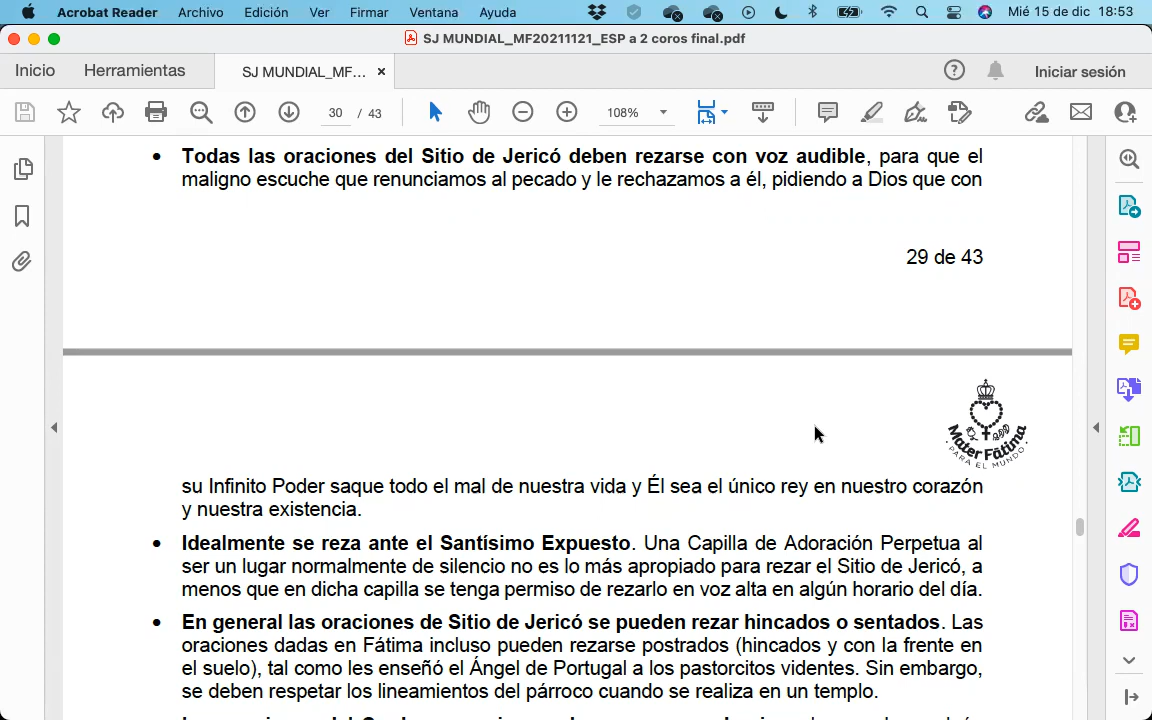 Acrobat Reader Archivo Edición Ver Firmar Ventana Ayuda Mié 15 de dic 18:53
SJ MUNDIAL_MF20211121_ESP a 2 coros final.pdf
Inicio Herramientas SJ MUNDIAL_MF... × Iniciar sesión
30 / 43 108%
• Todas las oraciones del Sitio de Jericó deben rezarse con voz audible, para que el
maligno escuche que renunciamos al pecado y le rechazamos a él, pidiendo a Dios que con
29 de 43
Mater Fātima
· PARA EL MUNDO ·
su Infinito Poder saque todo el mal de nuestra vida y Él sea el único rey en nuestro corazón
y nuestra existencia.
• Idealmente se reza ante el Santísimo Expuesto. Una Capilla de Adoración Perpetua al
ser un lugar normalmente de silencio no es lo más apropiado para rezar el Sitio de Jericó, a
menos que en dicha capilla se tenga permiso de rezarlo en voz alta en algún horario del día.
• En general las oraciones de Sitio de Jericó se pueden rezar hincados o sentados. Las
oraciones dadas en Fátima incluso pueden rezarse postrados (hincados y con la frente en
el suelo), tal como les enseñó el Ángel de Portugal a los pastorcitos videntes. Sin embargo,
se deben respetar los lineamientos del párroco cuando se realiza en un templo.